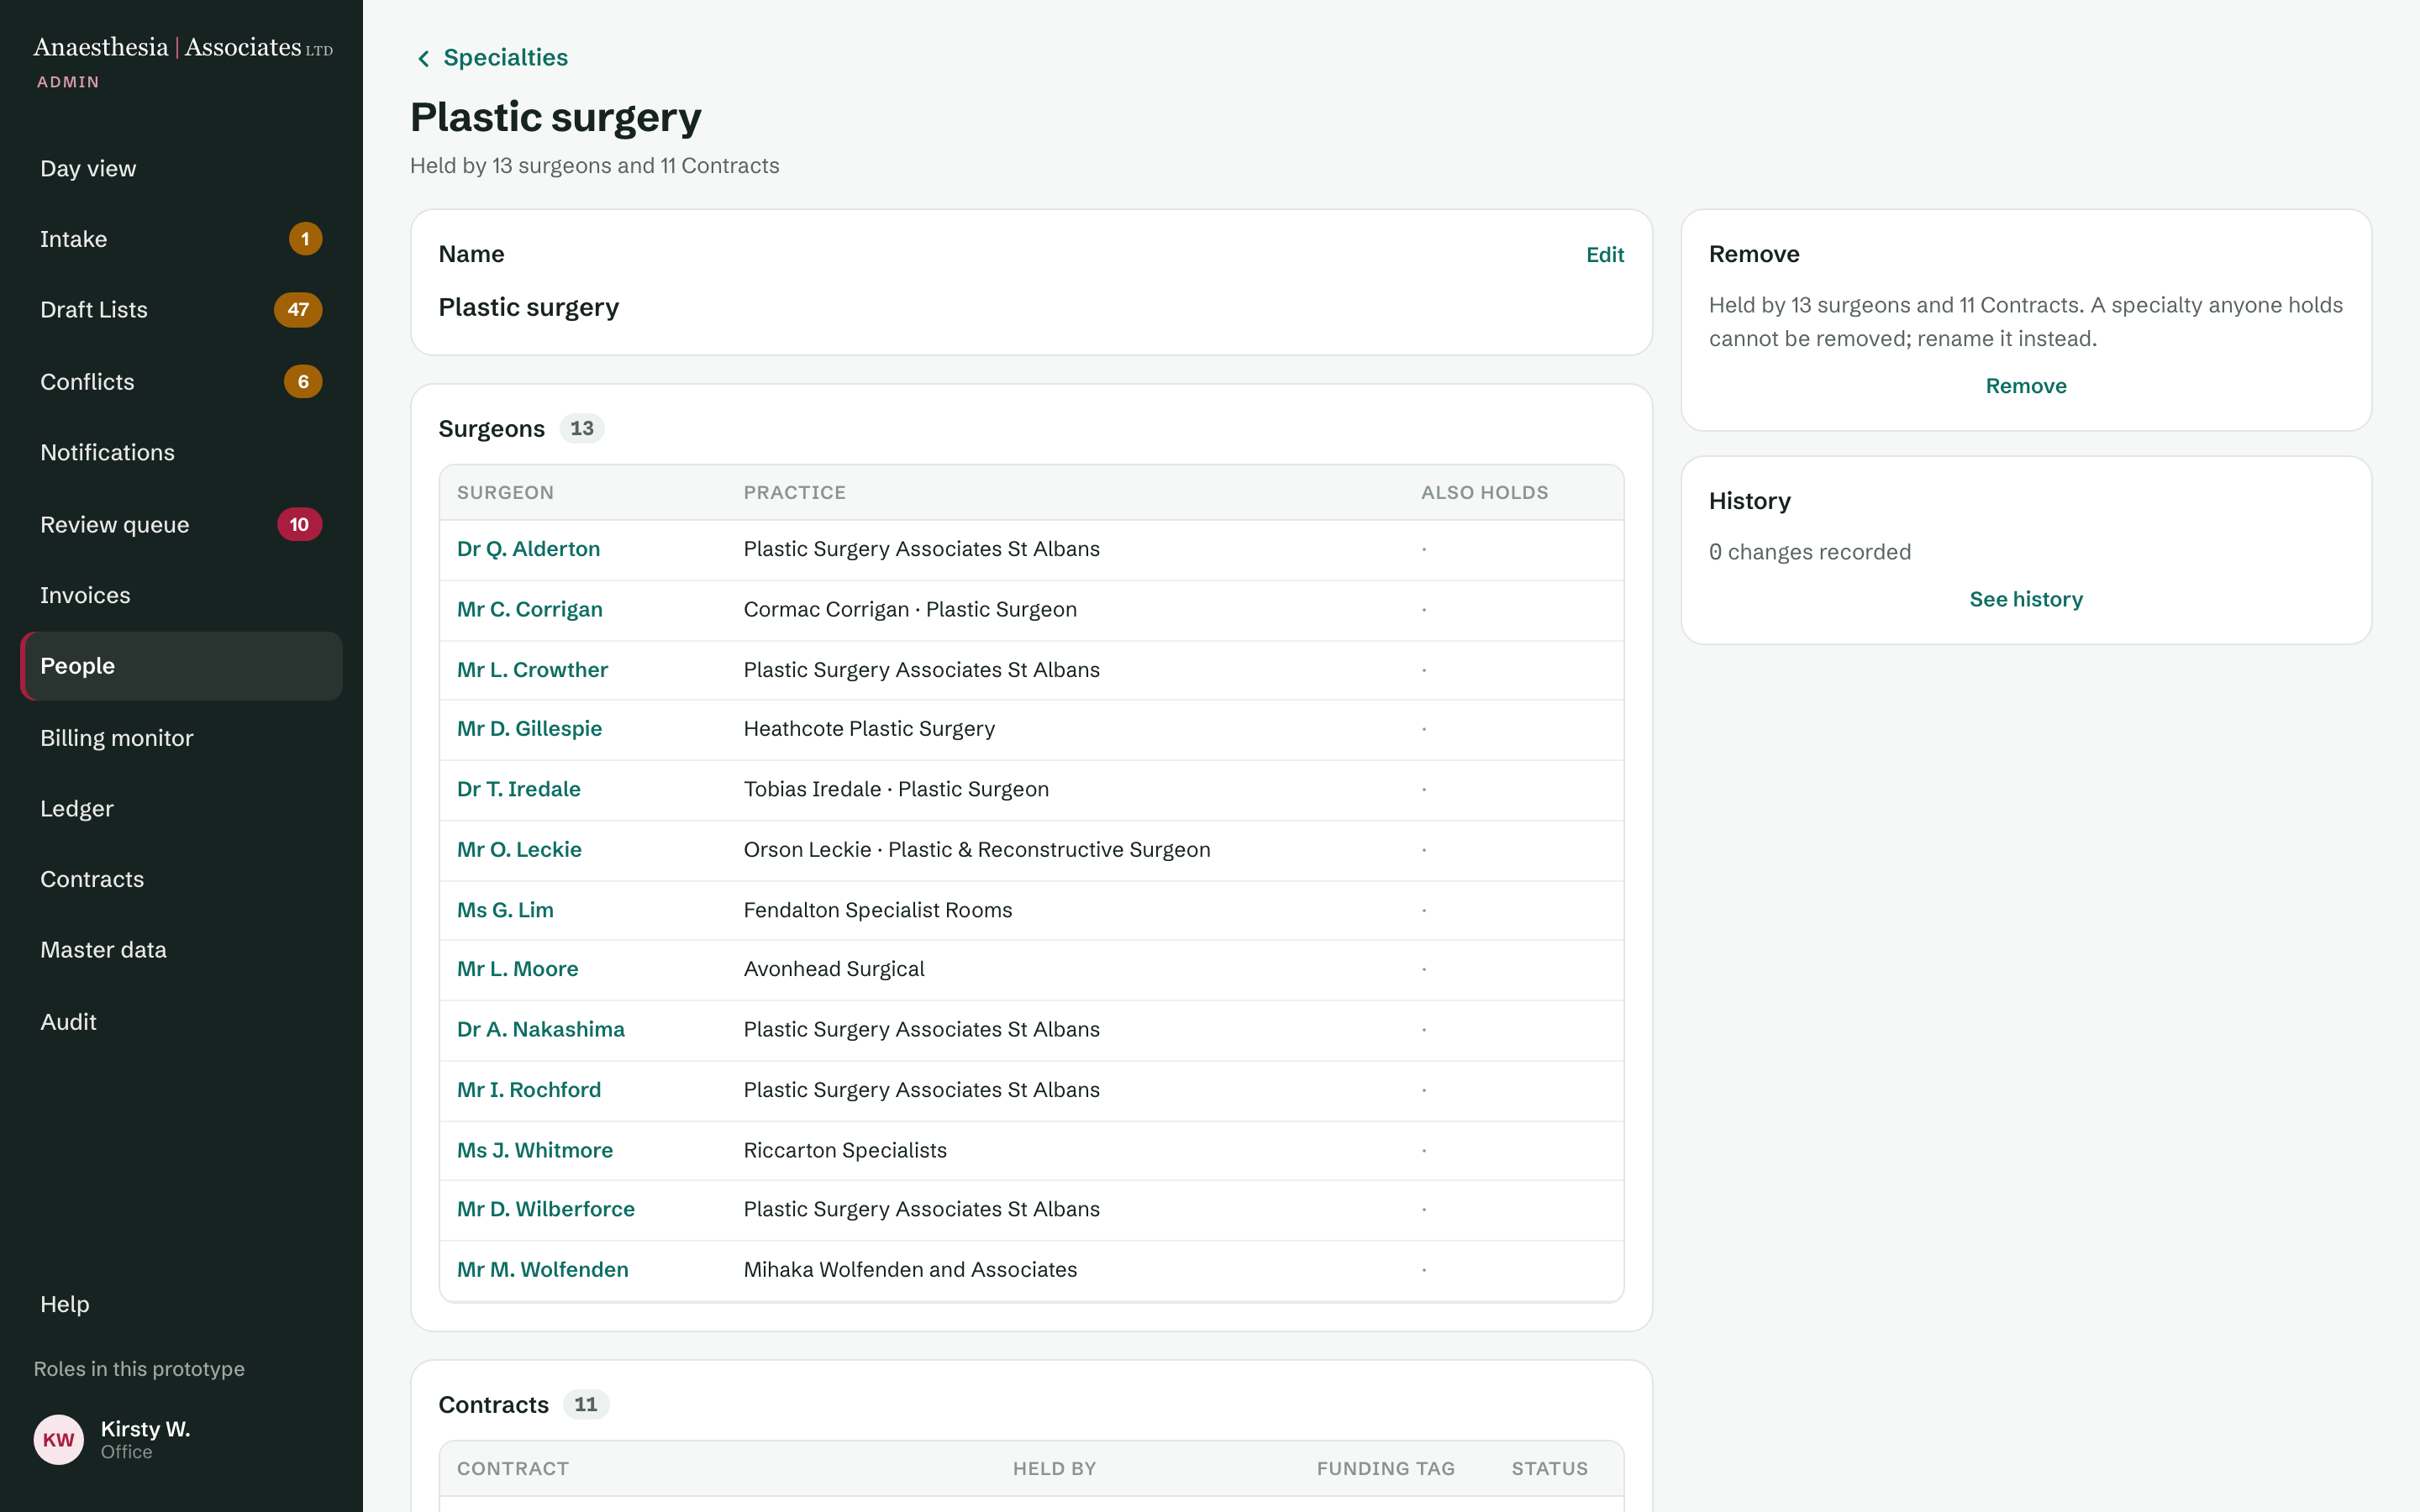 Anaesthesia | Associates LTD
ADMIN
Day view
Intake 1
Draft Lists 47
Conflicts 6
Notifications
Review queue 10
Invoices
People
Billing monitor
Ledger
Contracts
Master data
Audit
Help
Roles in this prototype
KW Kirsty W.
Office
Specialties
Plastic surgery
Held by 13 surgeons and 11 Contracts
Name Edit
Plastic surgery
Surgeons 13
SURGEON PRACTICE ALSO HOLDS
Dr Q. Alderton Plastic Surgery Associates St Albans ·
Mr C. Corrigan Cormac Corrigan · Plastic Surgeon ·
Mr L. Crowther Plastic Surgery Associates St Albans ·
Mr D. Gillespie Heathcote Plastic Surgery ·
Dr T. Iredale Tobias Iredale · Plastic Surgeon ·
Mr O. Leckie Orson Leckie · Plastic & Reconstructive Surgeon ·
Ms G. Lim Fendalton Specialist Rooms ·
Mr L. Moore Avonhead Surgical ·
Dr A. Nakashima Plastic Surgery Associates St Albans ·
Mr I. Rochford Plastic Surgery Associates St Albans ·
Ms J. Whitmore Riccarton Specialists ·
Mr D. Wilberforce Plastic Surgery Associates St Albans ·
Mr M. Wolfenden Mihaka Wolfenden and Associates ·
Contracts 11
CONTRACT HELD BY FUNDING TAG STATUS
Remove
Held by 13 surgeons and 11 Contracts. A specialty anyone holds
cannot be removed; rename it instead.
Remove
History
0 changes recorded
See history